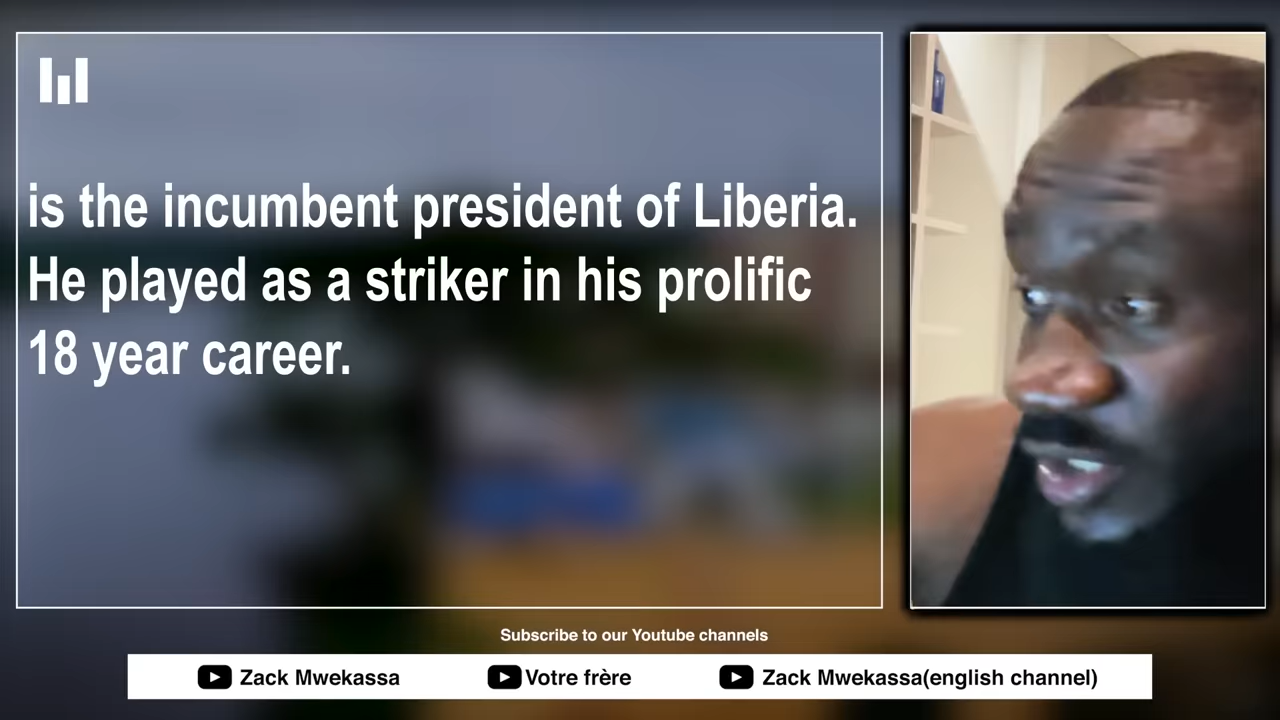 is the incumbent president of Liberia.
He played as a striker in his prolific
18 year career.
Subscribe to our Youtube channels
Zack Mwekassa
Votre frère
Zack Mwekassa(english channel)